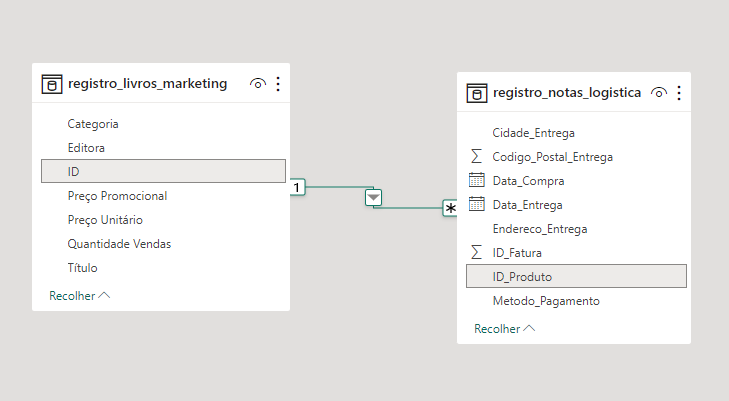 registro_livros_marketing
Categoria
Editora
ID
Preço Promocional
Preço Unitário
Quantidade Vendas
Título
Recolher
1
*
registro_notas_logistica
Cidade_Entrega
Codigo_Postal_Entrega
Data_Compra
Data_Entrega
Endereco_Entrega
ID_Fatura
ID_Produto
Metodo_Pagamento
Recolher